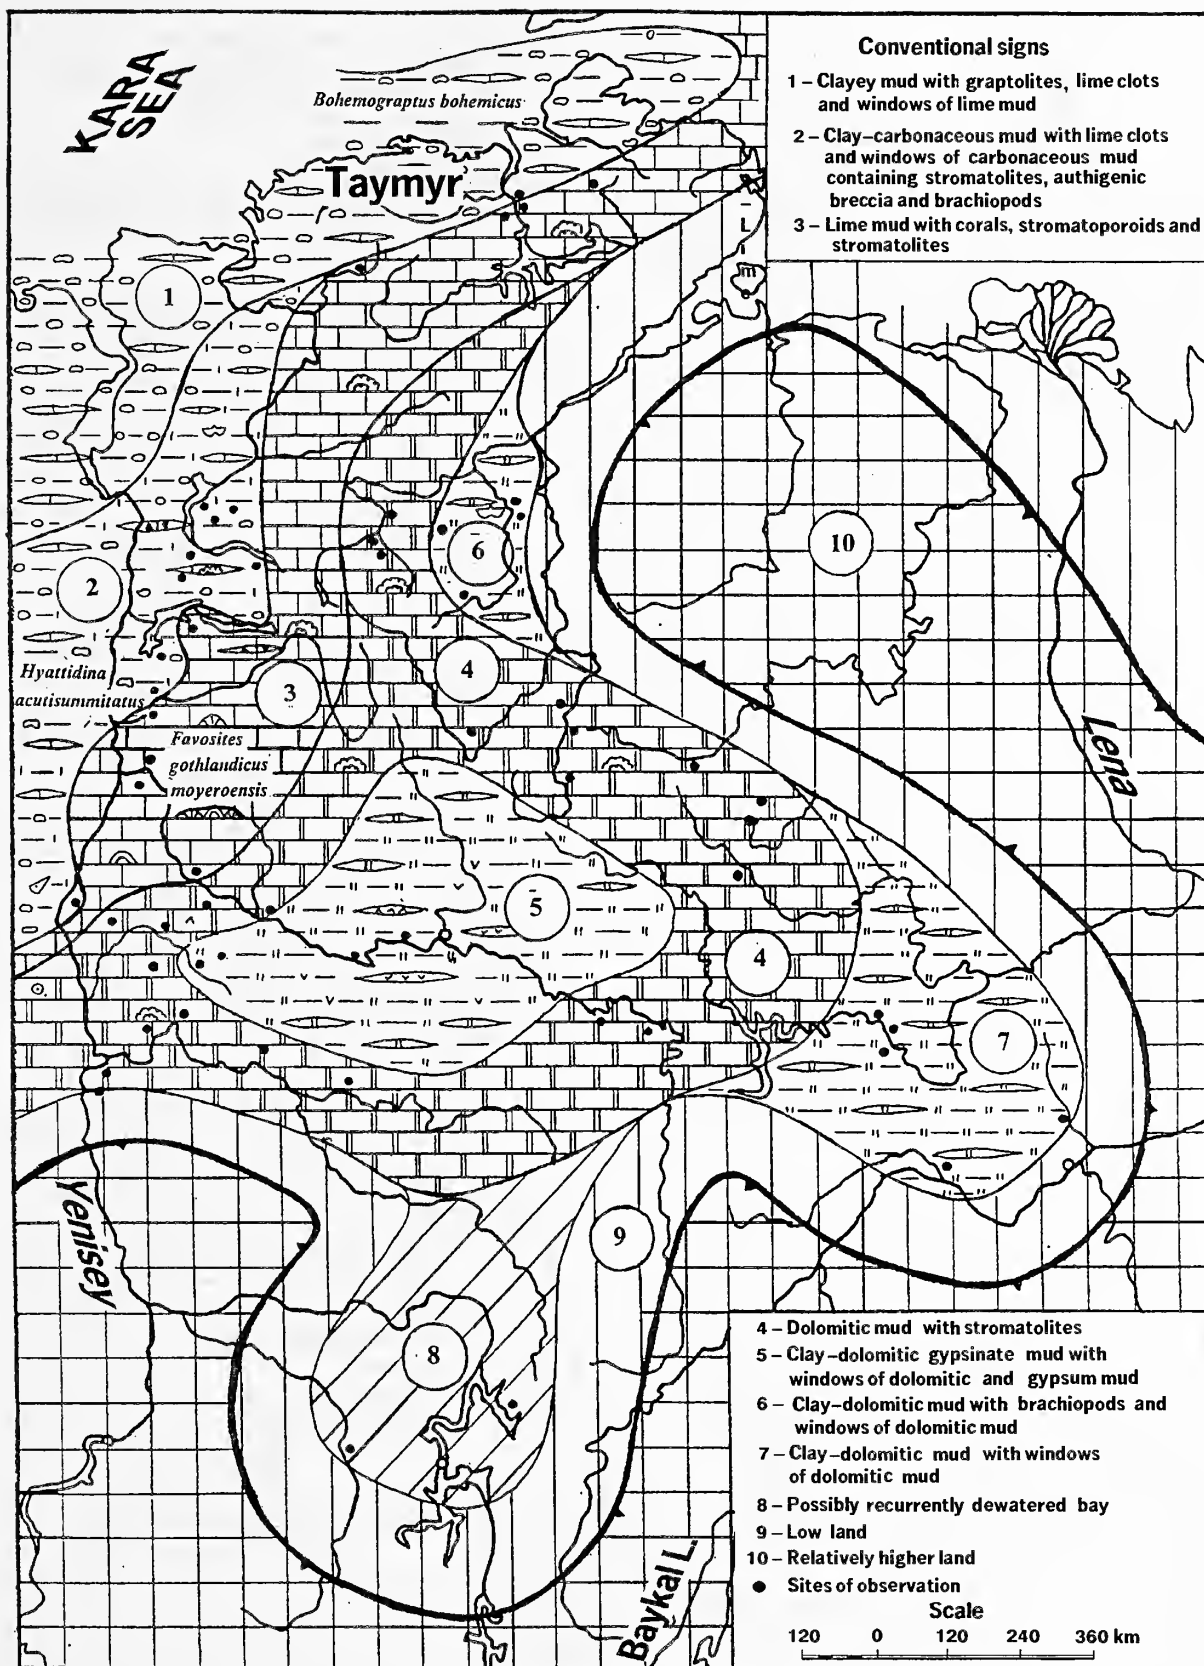 KARA
SEA
Conventional signs
1 – Clayey mud with graptolites, lime clots
and windows of lime mud
2 – Clay–carbonaceous mud with lime clots
and windows of carbonaceous mud
containing stromatolites, authigenic
breccia and brachiopods
3 – Lime mud with corals, stromatoporoids and
stromatolites
Bohemograptus bohemicus
Taymyr
1
10
6
2
4
3
Hyattidina
acutisummitatus
Favosites
gothlandicus
moyeroensis
Lena
5
4
7
Yenisey
9
8
Baykal L.
4 – Dolomitic mud with stromatolites
5 – Clay–dolomitic gypsinate mud with
windows of dolomitic and gypsum mud
6 – Clay–dolomitic mud with brachiopods and
windows of dolomitic mud
7 – Clay–dolomitic mud with windows
of dolomitic mud
8 – Possibly recurrently dewatered bay
9 – Low land
10 – Relatively higher land
● Sites of observation
Scale
120 0 120 240 360 km